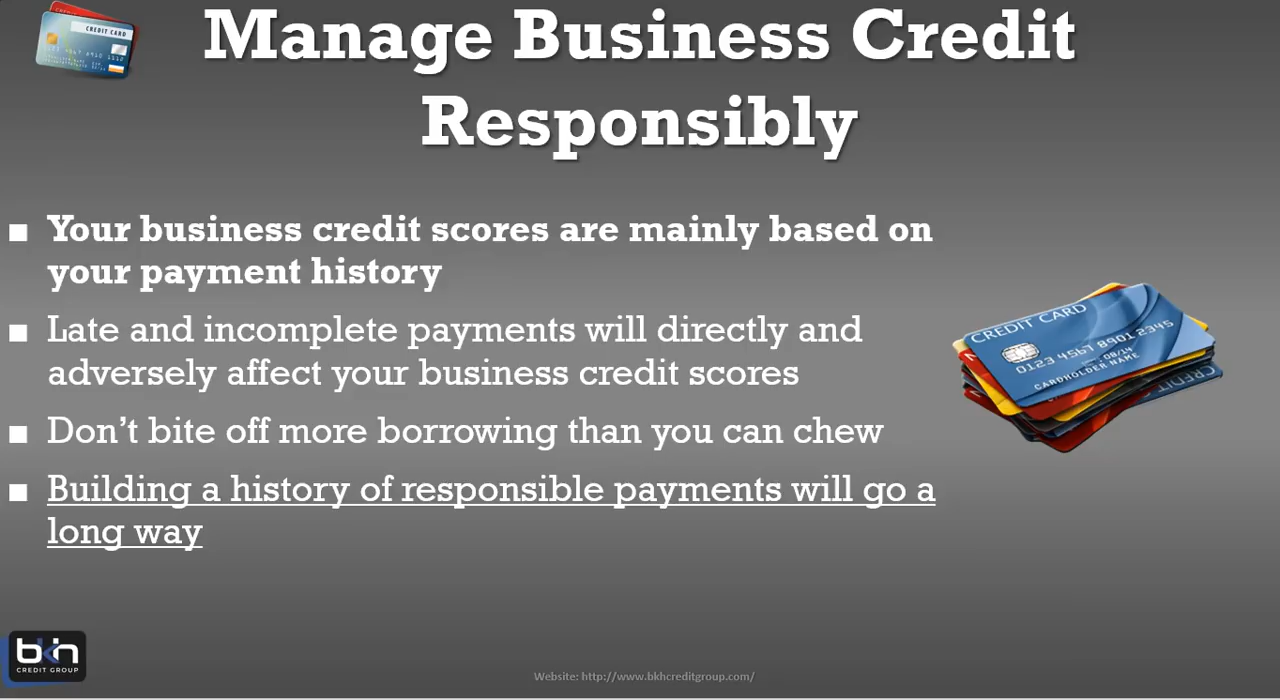 Manage Business Credit
Responsibly
CREDIT CARD
■ Your business credit scores are mainly based on
your payment history
■ Late and incomplete payments will directly and
adversely affect your business credit scores
■ Don’t bite off more borrowing than you can chew
■ Building a history of responsible payments will go a
long way
CREDIT CARD
0123 4567 8901 2345
08/14
CARDHOLDER NAME
bkh
CREDIT GROUP
Website: http://www.bkhcreditgroup.com/